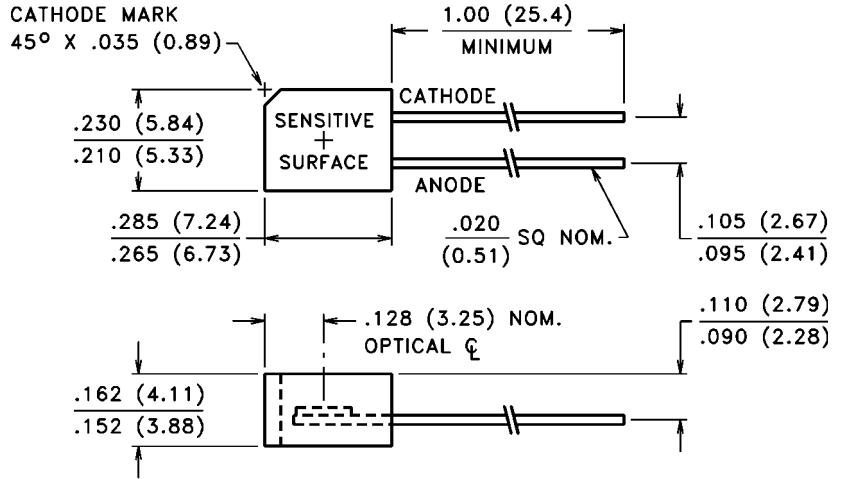 CATHODE MARK
45° X .035 (0.89)
1.00 (25.4)
MINIMUM
CATHODE
.230 (5.84)
.210 (5.33)
SENSITIVE
SURFACE
ANODE
.285 (7.24)
.265 (6.73)
.020
(0.51)
SQ NOM.
.105 (2.67)
.095 (2.41)
.128 (3.25) NOM.
OPTICAL ℄
.110 (2.79)
.090 (2.28)
.162 (4.11)
.152 (3.88)